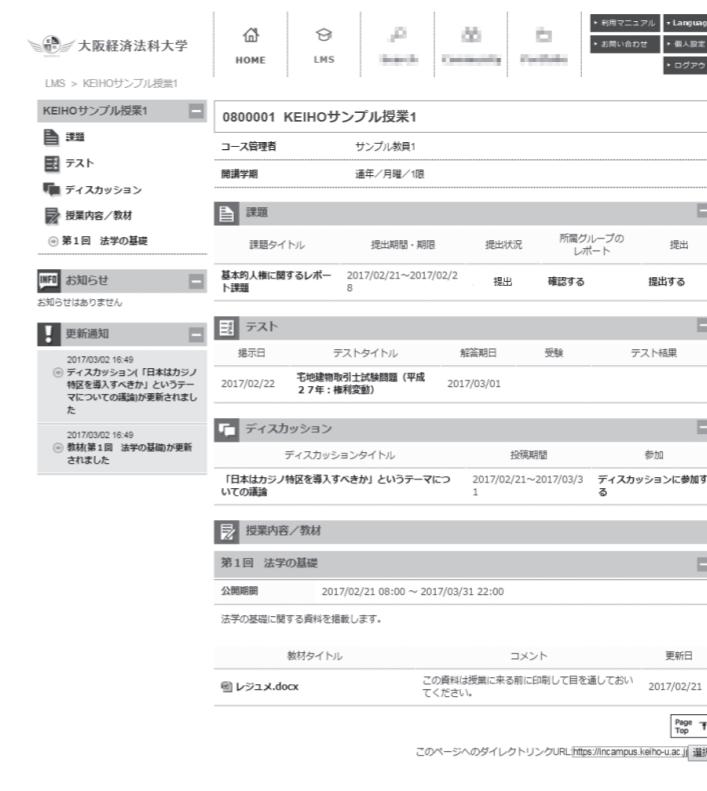 大阪経済法科大学
HOME
LMS
▸ 利用マニュアル
▸ Languag
▸ お問い合わせ
▸ 個人設定
▸ ログアウ
LMS > KEIHOサンプル授業1
KEIHOサンプル授業1
課題
テスト
ディスカッション
授業内容／教材
第1回 法学の基礎
INFO お知らせ
お知らせはありません
更新通知
2017/03/02 16:49
ディスカッション(「日本はカジノ
特区を導入すべきか」というテー
マについての議論)が更新されまし
た
2017/03/02 16:49
教材(第1回 法学の基礎)が更新
されました
0800001 KEIHOサンプル授業1
コース管理者 サンプル教員1
開講学期 通年／月曜／1限
課題
課題タイトル 提出期間・期限 提出状況 所属グループの
レポート 提出
基本的人権に関するレポー
ト課題 2017/02/21～2017/02/2
8 提出 確認する 提出する
テスト
掲示日 テストタイトル 解答期日 受験 テスト結果
2017/02/22 宅地建物取引士試験問題（平成
２７年：権利変動） 2017/03/01
ディスカッション
ディスカッションタイトル 投稿期間 参加
「日本はカジノ特区を導入すべきか」というテーマにつ
いての議論 2017/02/21～2017/03/3
1 ディスカッションに参加す
る
授業内容／教材
第1回 法学の基礎
公開期間 2017/02/21 08:00 ～ 2017/03/31 22:00
法学の基礎に関する資料を掲載します。
教材タイトル コメント 更新日
レジュメ.docx この資料は授業に来る前に印刷して目を通しておい
てください。 2017/02/21
Page
Top
このページへのダイレクトリンクURL:https://incampus.keiho-u.ac.j 選択